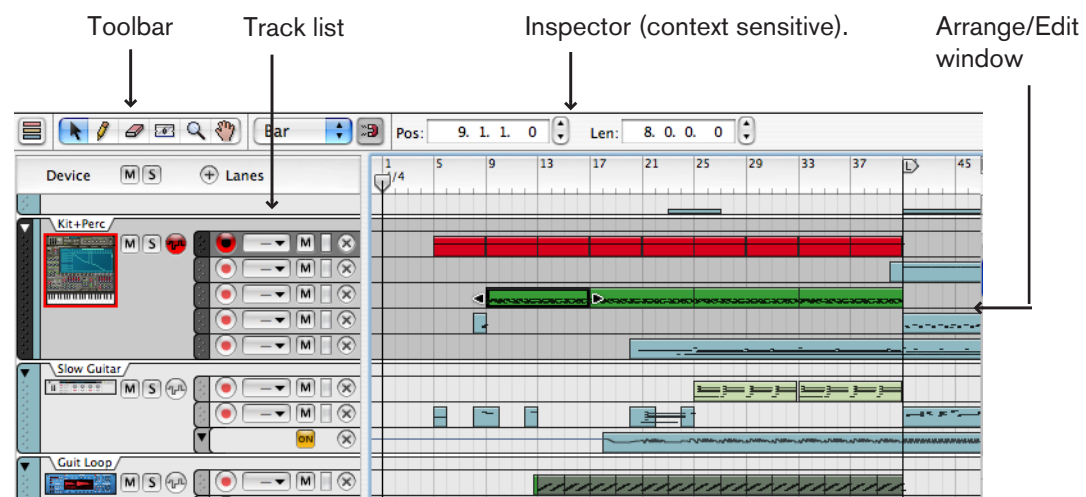 Toolbar
Track list
Inspector (context sensitive).
Arrange/Edit
window
Bar
Pos: 9. 1. 1. 0
Len: 8. 0. 0. 0
Device M S Lanes
1 5 9 13 17 21 25 29 33 37 L 45
/4
Kit+Perc
M S M
M
M
M
M
Slow Guitar
M S M
M
ON
Guit Loop
M S M